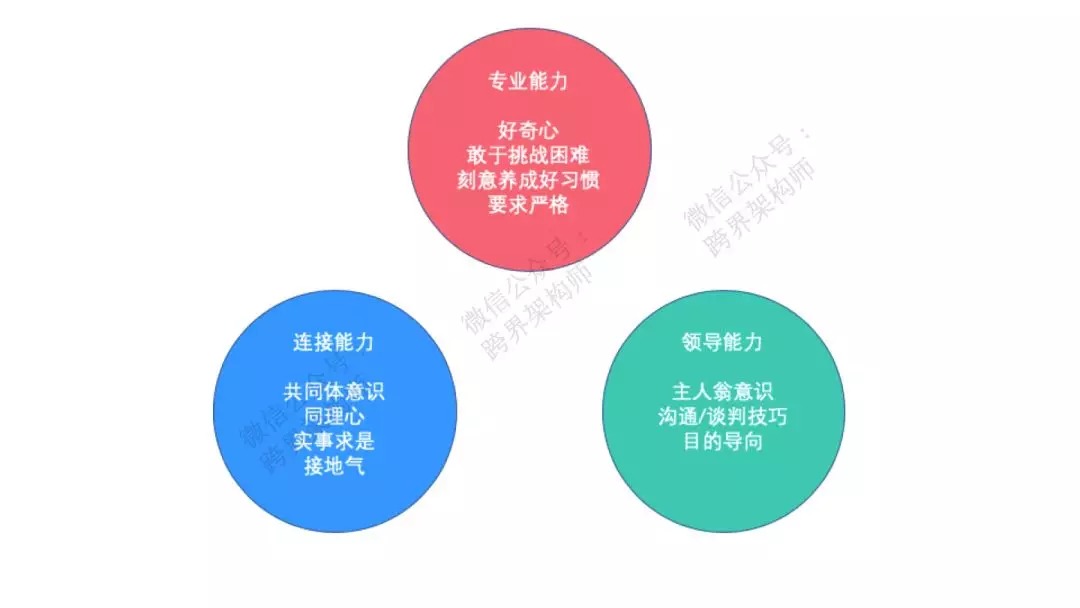 专业能力
好奇心
敢于挑战困难
刻意养成好习惯
要求严格
微信公众号：
跨界架构师
微信公众号：
跨界架构师
连接能力
共同体意识
同理心
实事求是
接地气
微信公众号：
跨界架构师
领导能力
主人翁意识
沟通/谈判技巧
目的导向